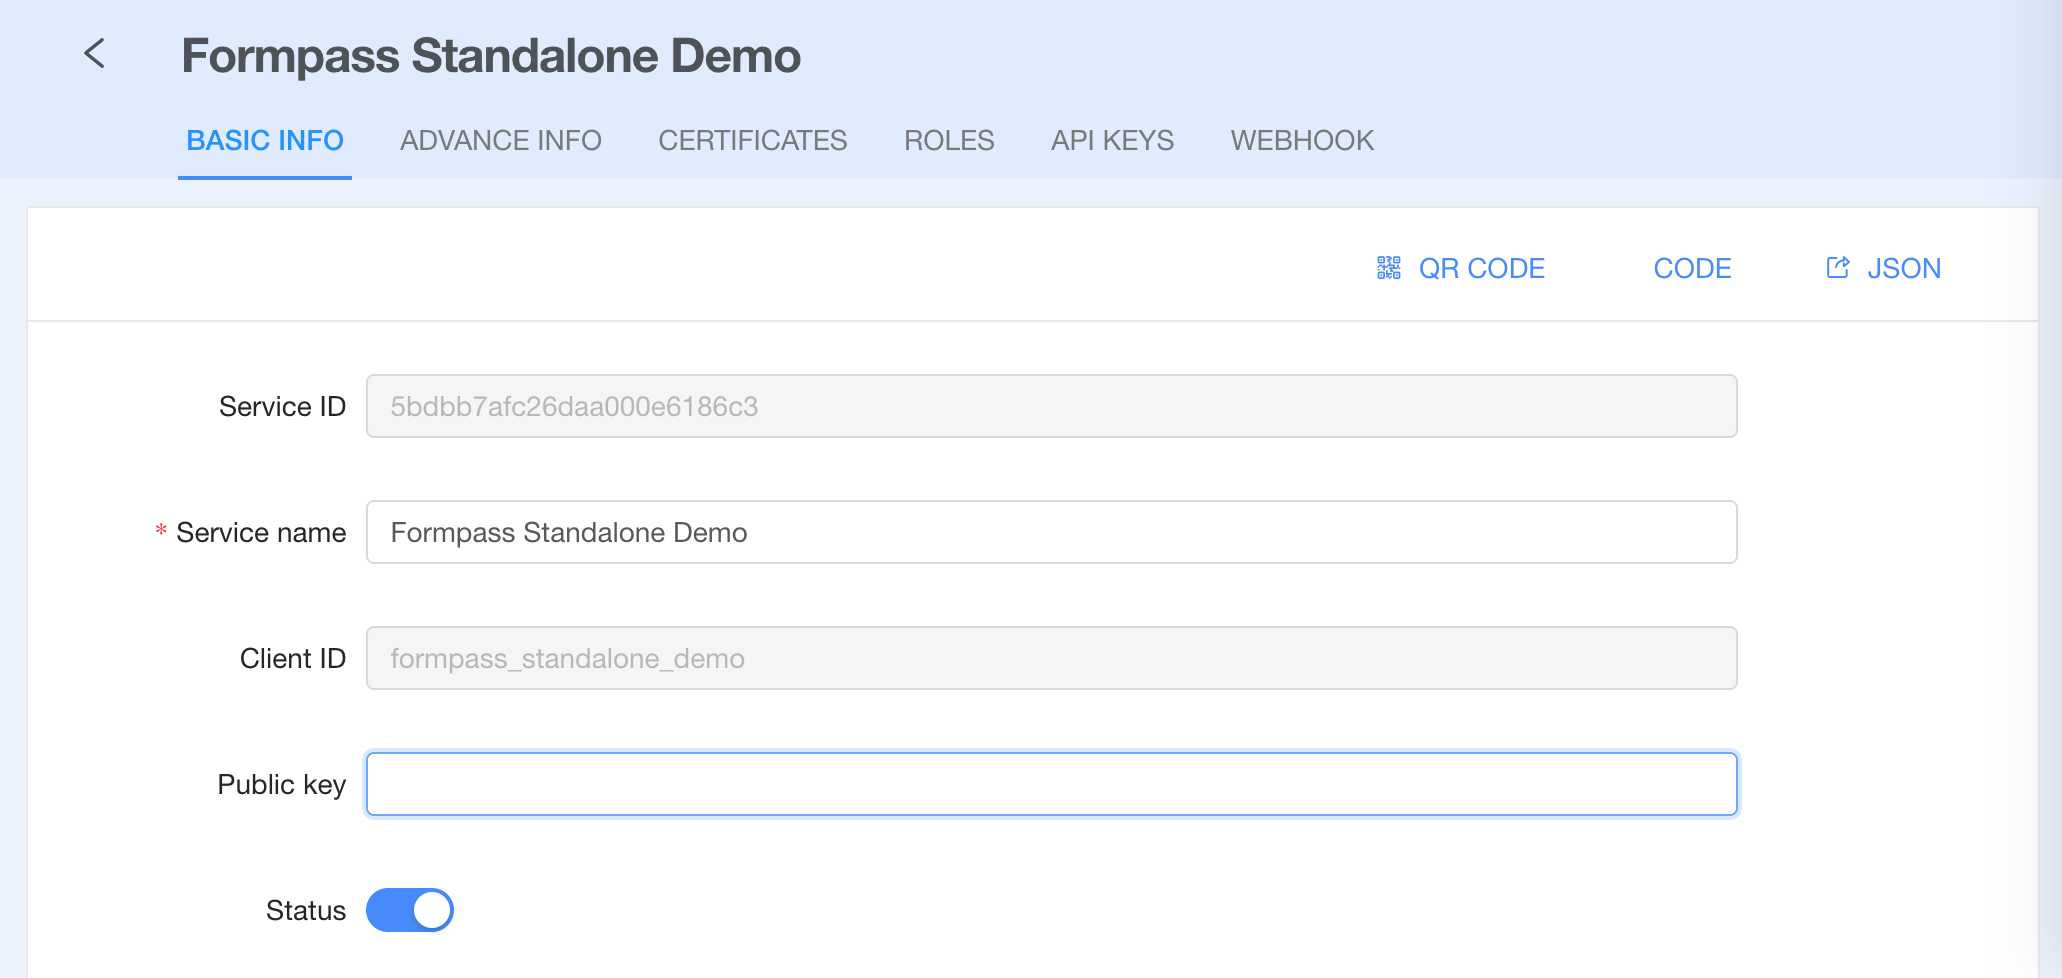 Formpass Standalone Demo
BASIC INFO ADVANCE INFO CERTIFICATES ROLES API KEYS WEBHOOK
QR CODE CODE JSON
Service ID 5bdbb7afc26daa000e6186c3
* Service name Formpass Standalone Demo
Client ID formpass_standalone_demo
Public key
Status